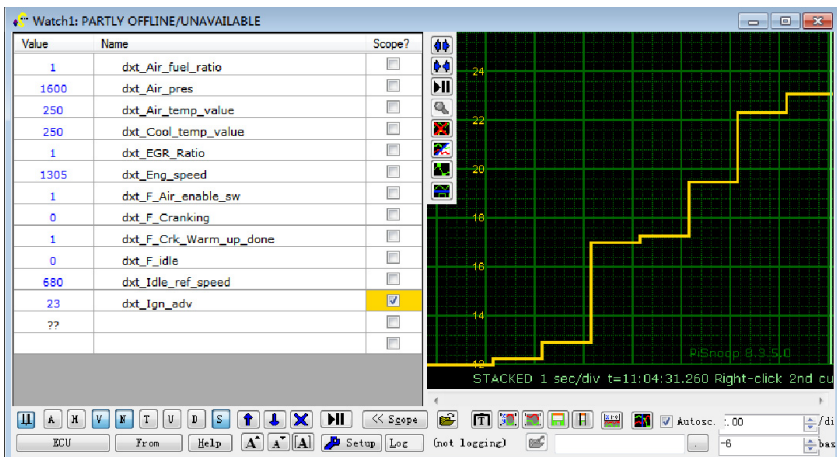 Watch1: PARTLY OFFLINE/UNAVAILABLE
Value Name Scope?
1 dxt_Air_fuel_ratio
1600 dxt_Air_pres
250 dxt_Air_temp_value
250 dxt_Cool_temp_value
1 dxt_EGR_Ratio
1305 dxt_Eng_speed
1 dxt_F_Air_enable_sw
0 dxt_F_Cranking
1 dxt_F_Crk_Warm_up_done
0 dxt_F_idle
680 dxt_Idle_ref_speed
23 dxt_Ign_adv
??
24
22
20
18
16
14
12
PiSnoop 8.3.5.0
STACKED 1 sec/div t=11:04:31.260 Right-click 2nd cu
A H V N T U D S << Scope Autosc. :.00 /di
ECU From Help A A [A] Setup Log (not logging) . -6 bas